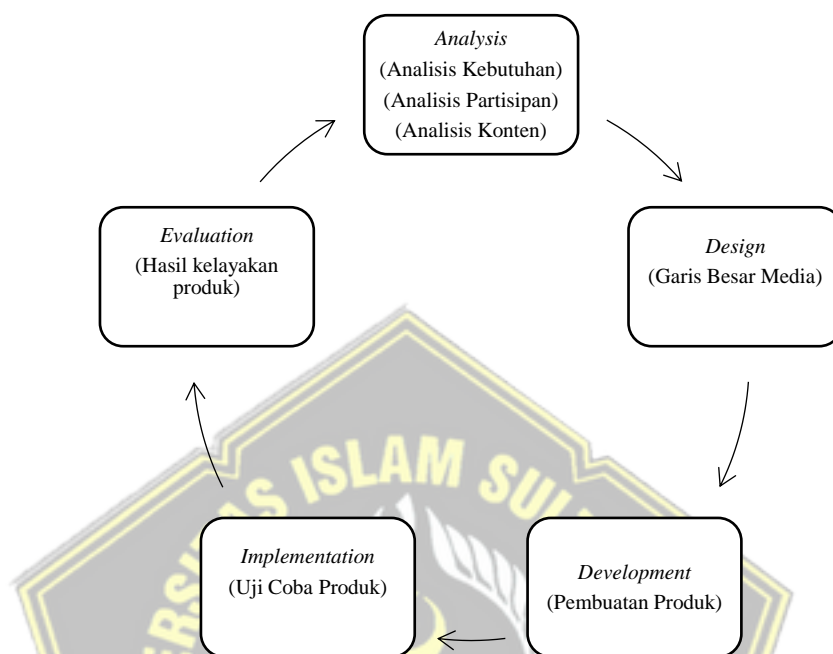 Analysis
(Analisis Kebutuhan)
(Analisis Partisipan)
(Analisis Konten)
Evaluation
(Hasil kelayakan
produk)
Design
(Garis Besar Media)
ISLAM
Implementation
(Uji Coba Produk)
Development
(Pembuatan Produk)